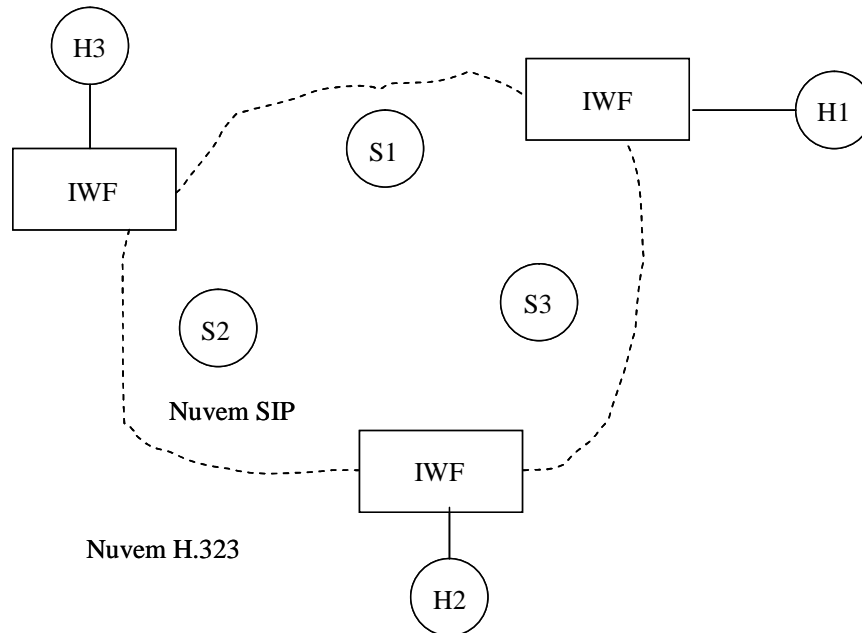 H3
IWF
H1
S1
IWF
S3
S2
Nuvem SIP
IWF
Nuvem H.323
H2